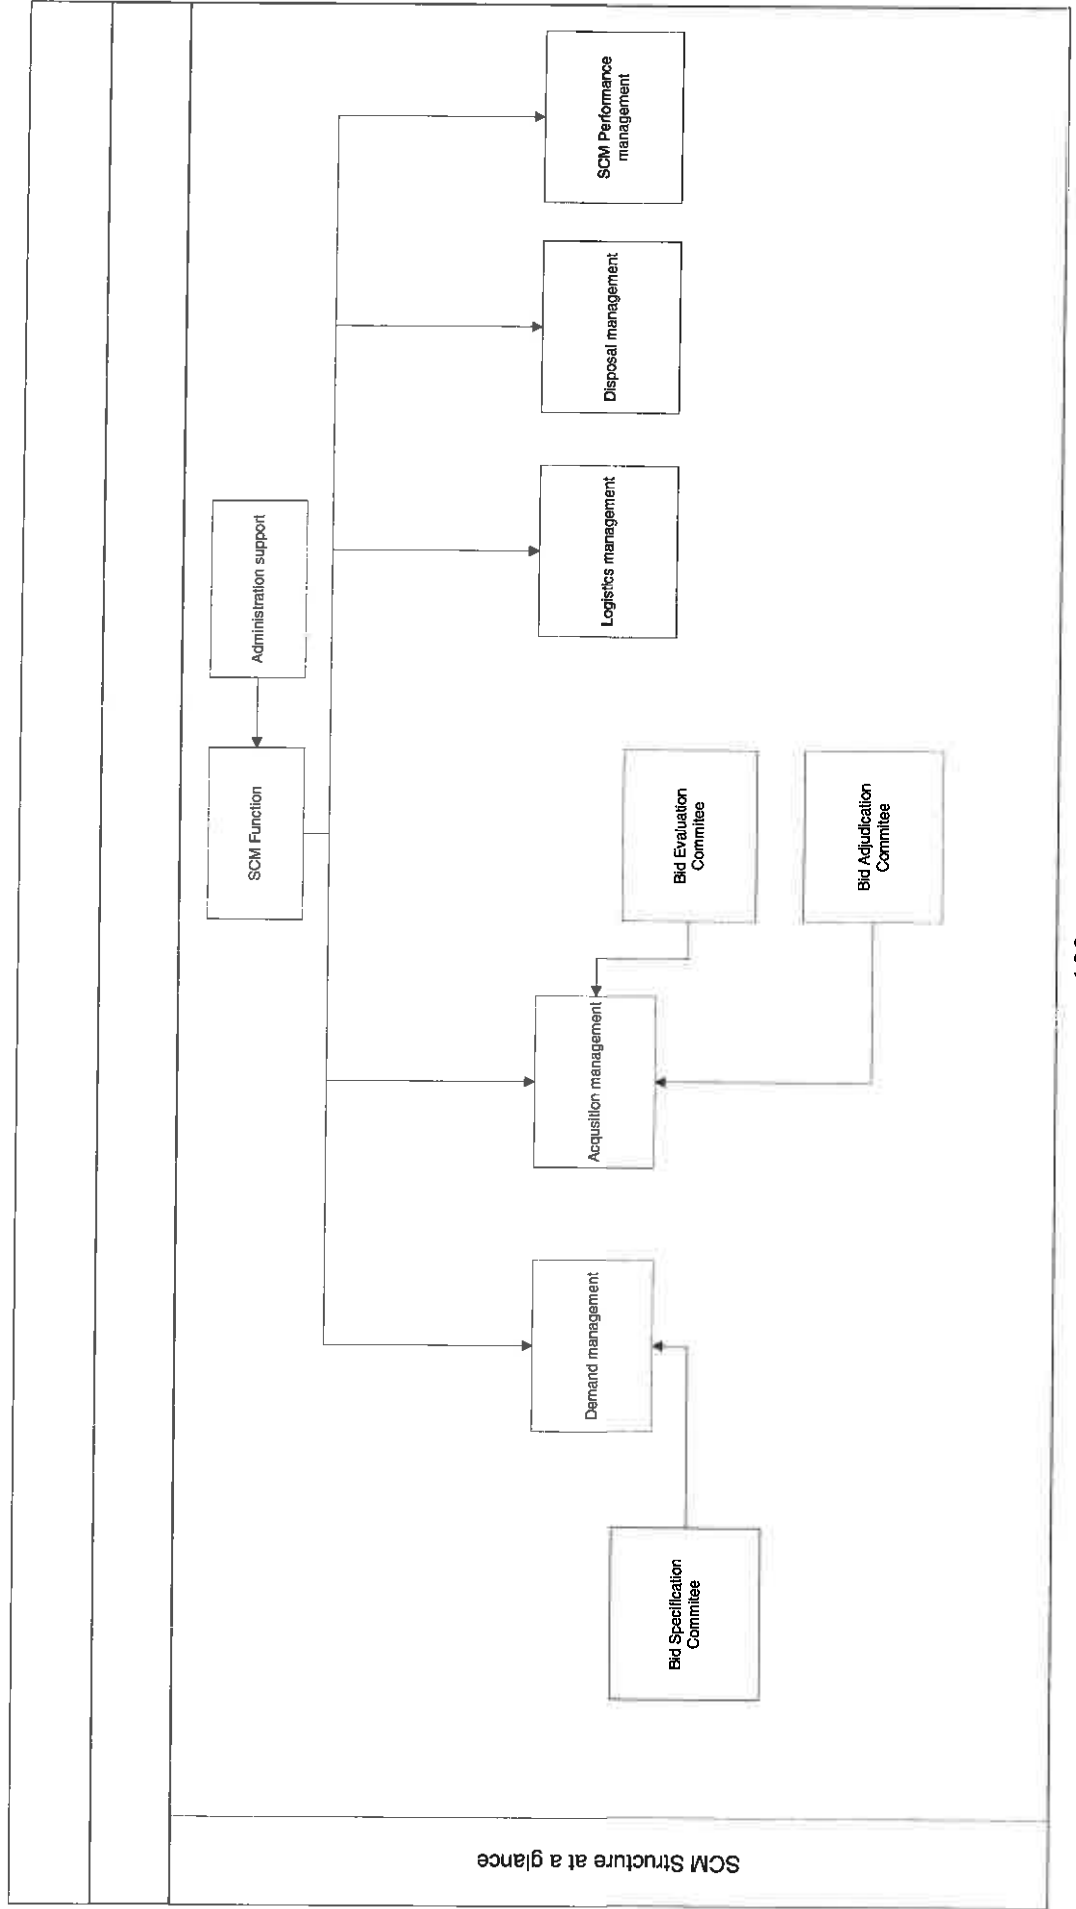 SCM Structure at a glance
SCM Function
Administration support
Demand management
Acqusition management
Logistics management
Disposal management
SCM Performance
management
Bid Specification
Commitee
Bid Evaluation
Commitee
Bid Adjudication
Commitee